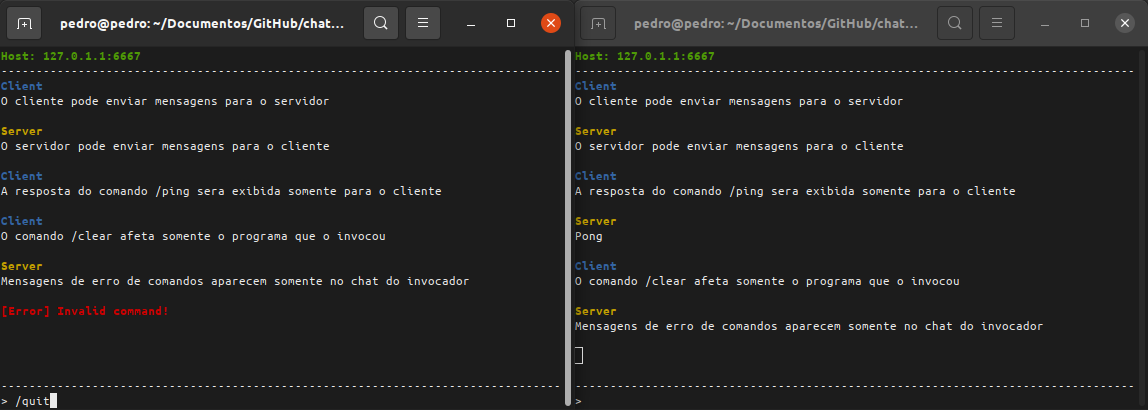 pedro@pedro: ~/Documentos/GitHub/chat...
Host: 127.0.1.1:6667
--------------------------------------------------------------------------------
Client
O cliente pode enviar mensagens para o servidor
Server
O servidor pode enviar mensagens para o cliente
Client
A resposta do comando /ping sera exibida somente para o cliente
Client
O comando /clear afeta somente o programa que o invocou
Server
Mensagens de erro de comandos aparecem somente no chat do invocador
[Error] Invalid command!
--------------------------------------------------------------------------------
> /quit
pedro@pedro: ~/Documentos/GitHub/chat...
Host: 127.0.1.1:6667
--------------------------------------------------------------------------------
Client
O cliente pode enviar mensagens para o servidor
Server
O servidor pode enviar mensagens para o cliente
Client
A resposta do comando /ping sera exibida somente para o cliente
Server
Pong
Client
O comando /clear afeta somente o programa que o invocou
Server
Mensagens de erro de comandos aparecem somente no chat do invocador
--------------------------------------------------------------------------------
>